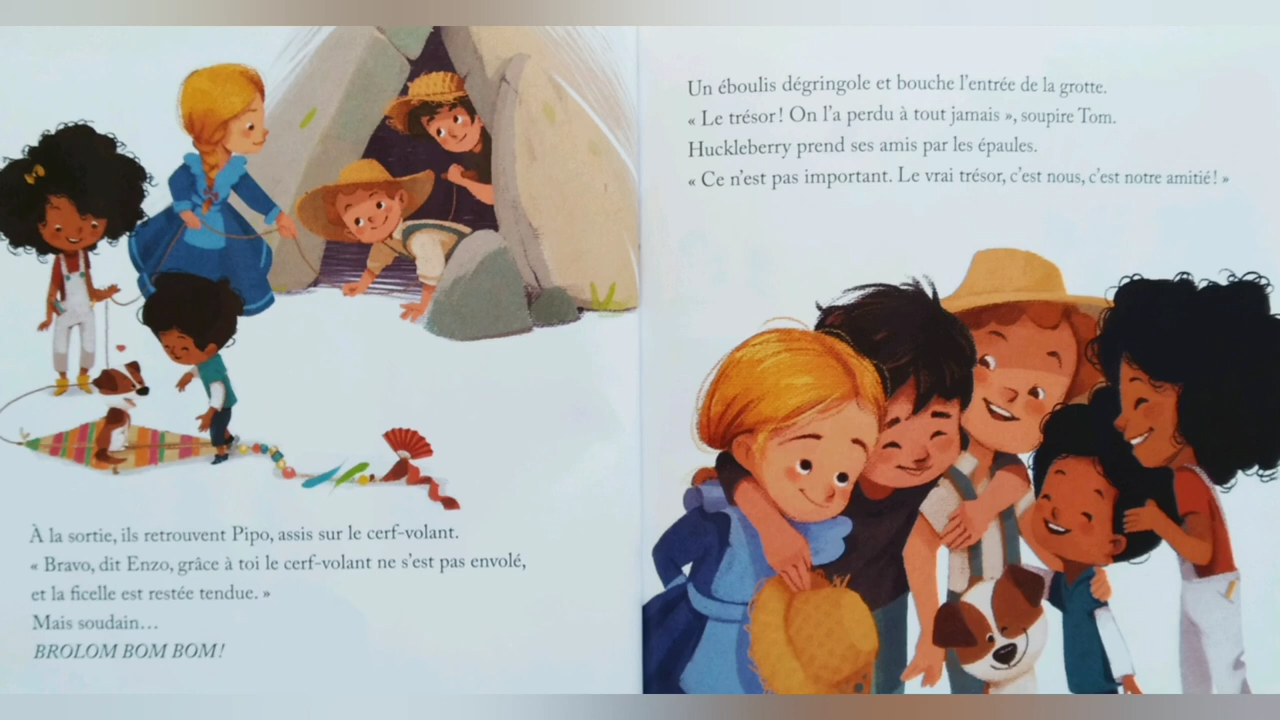 À la sortie, ils retrouvent Pipo, assis sur le cerf-volant.
« Bravo, dit Enzo, grâce à toi le cerf-volant ne s'est pas envolé,
et la ficelle est restée tendue. »
Mais soudain…
BROLOM BOM BOM !
Un éboulis dégringole et bouche l'entrée de la grotte.
« Le trésor ! On l'a perdu à tout jamais », soupire Tom.
Huckleberry prend ses amis par les épaules.
« Ce n'est pas important. Le vrai trésor, c'est nous, c'est notre amitié ! »